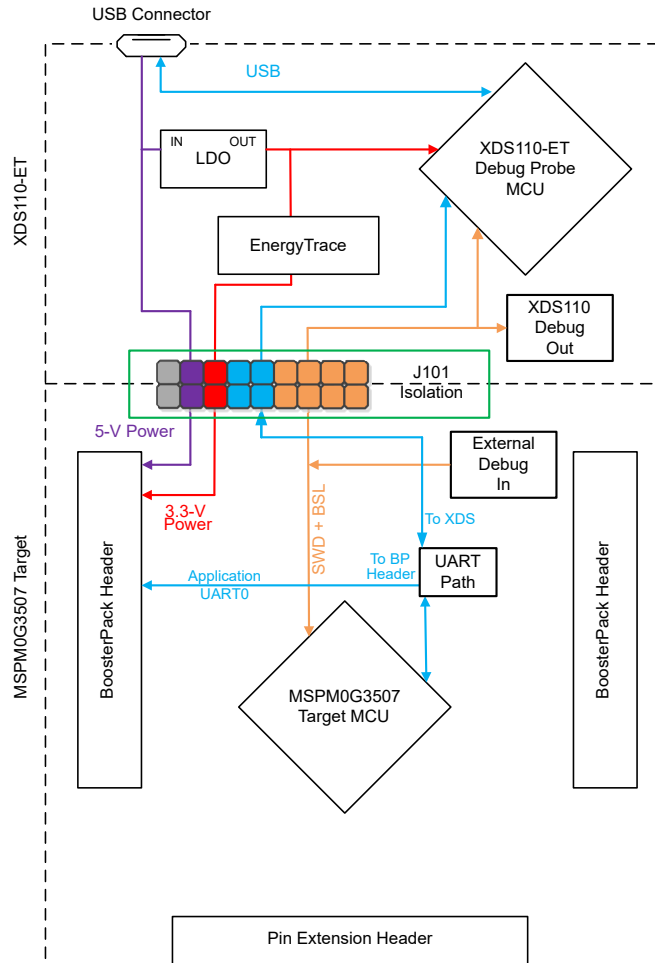 USB Connector
USB
XDS110-ET
IN
OUT
LDO
XDS110-ET
Debug Probe
MCU
EnergyTrace
XDS110
Debug
Out
J101
Isolation
5-V Power
External
Debug
In
3.3-V
Power
SWD + BSL
To XDS
MSPM0G3507 Target
BoosterPack Header
Application
UART0
To BP
Header
UART
Path
BoosterPack Header
MSPM0G3507
Target MCU
Pin Extension Header